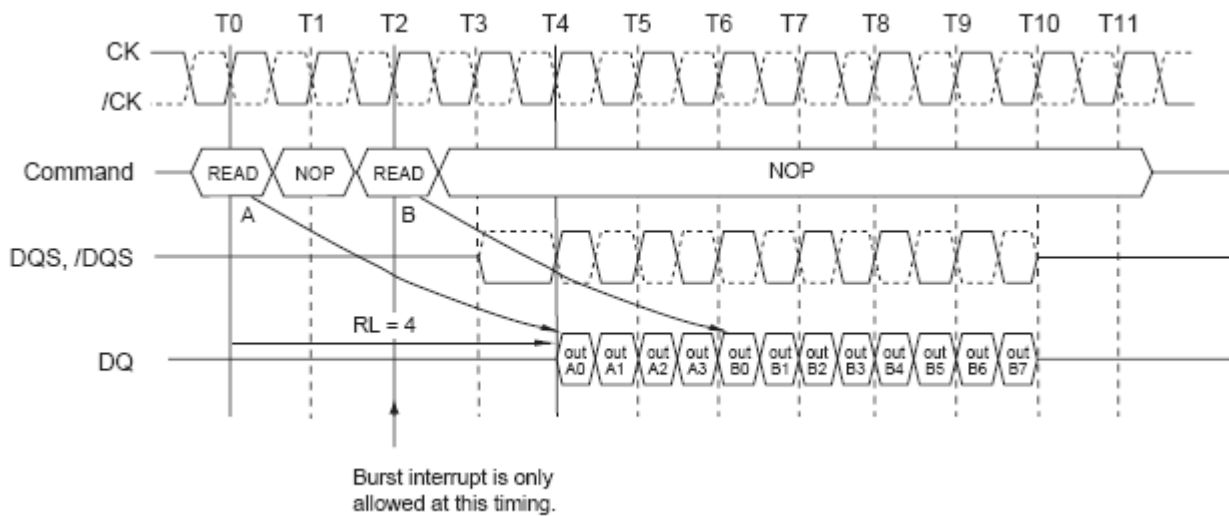 T0 T1 T2 T3 T4 T5 T6 T7 T8 T9 T10 T11
CK
/CK
Command READ NOP READ NOP
A B
DQS, /DQS
RL = 4
DQ out A0 out A1 out A2 out A3 out B0 out B1 out B2 out B3 out B4 out B5 out B6 out B7
Burst interrupt is only
allowed at this timing.